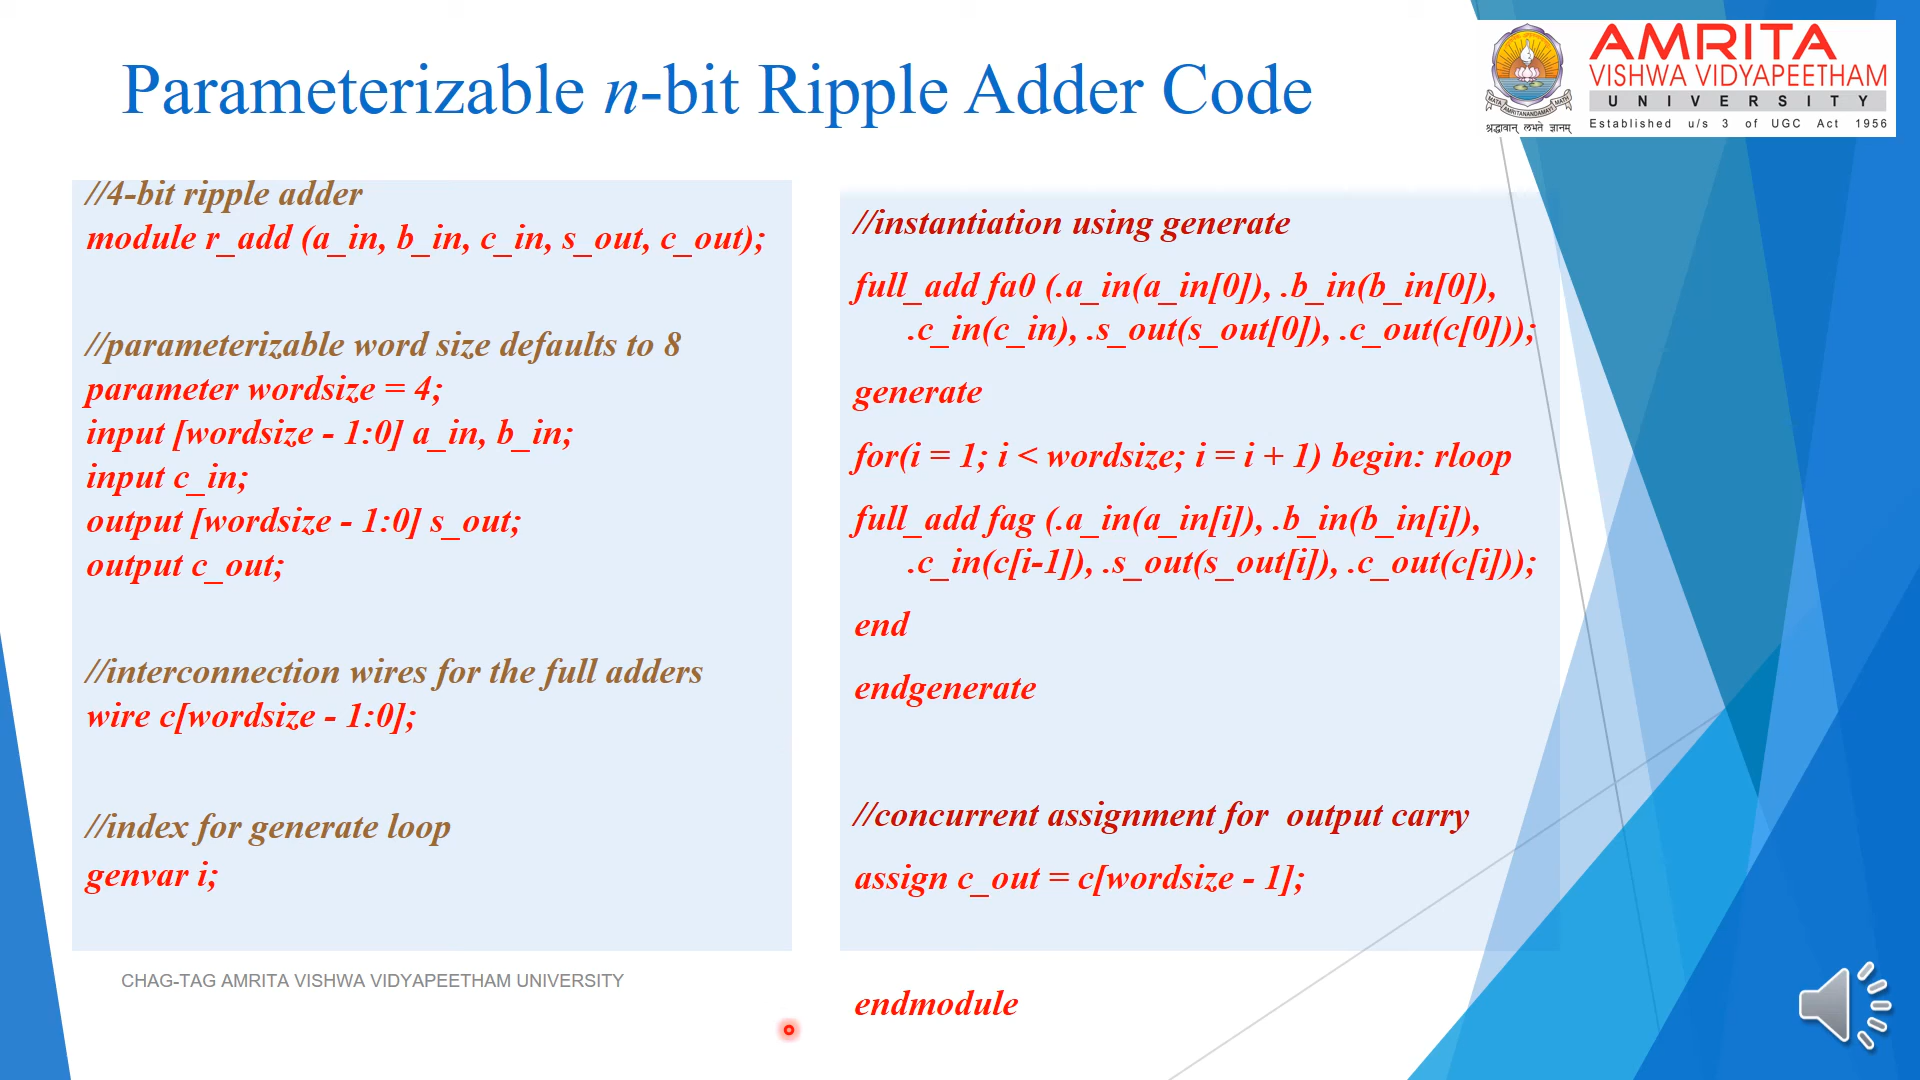 Parameterizable n-bit Ripple Adder Code
AMRITA
VISHWA VIDYAPEETHAM
UNIVERSITY
Established u/s 3 of UGC Act 1956
श्रद्धावान् लभते ज्ञानम्
//4-bit ripple adder
module r_add (a_in, b_in, c_in, s_out, c_out);
//parameterizable word size defaults to 8
parameter wordsize = 4;
input [wordsize - 1:0] a_in, b_in;
input c_in;
output [wordsize - 1:0] s_out;
output c_out;
//interconnection wires for the full adders
wire c[wordsize - 1:0];
//index for generate loop
genvar i;
//instantiation using generate
full_add fa0 (.a_in(a_in[0]), .b_in(b_in[0]),
.c_in(c_in), .s_out(s_out[0]), .c_out(c[0]));
generate
for(i = 1; i < wordsize; i = i + 1) begin: rloop
full_add fag (.a_in(a_in[i]), .b_in(b_in[i]),
.c_in(c[i-1]), .s_out(s_out[i]), .c_out(c[i]));
end
endgenerate
//concurrent assignment for output carry
assign c_out = c[wordsize - 1];
endmodule
CHAG-TAG AMRITA VISHWA VIDYAPEETHAM UNIVERSITY